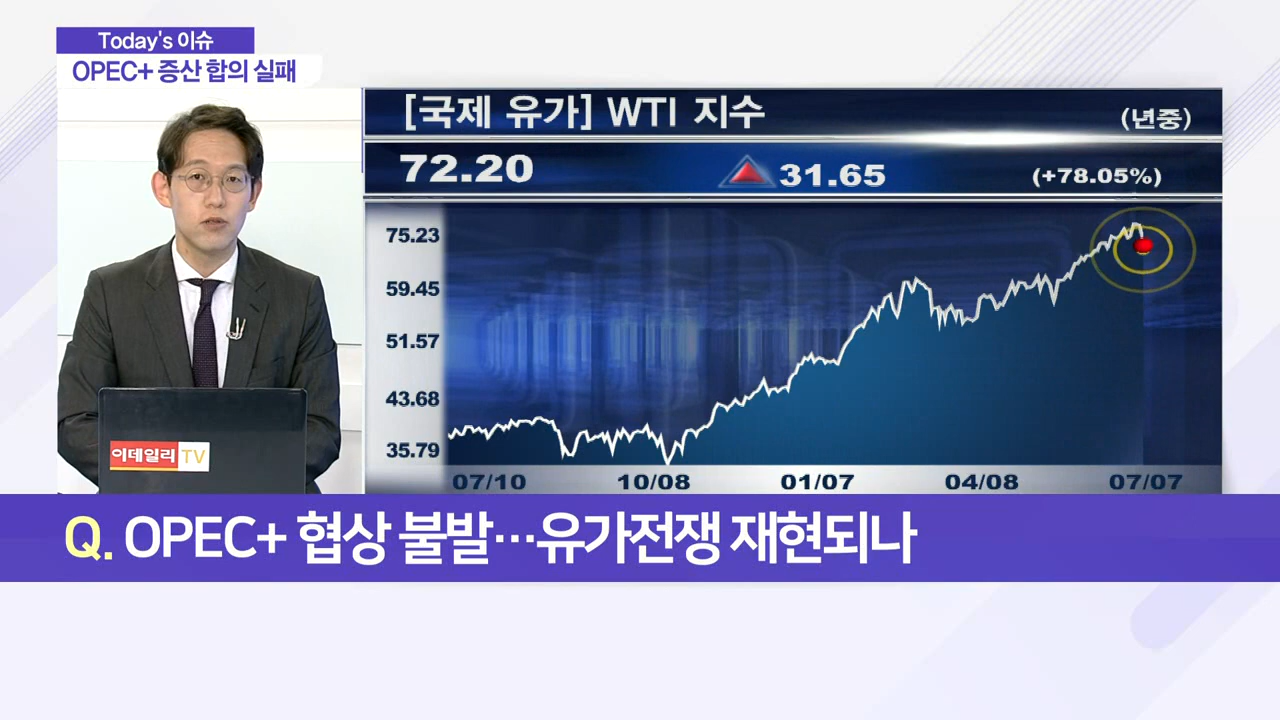 Today's 이슈
OPEC+ 증산 합의 실패
[국제 유가] WTI 지수
(년중)
72.20
31.65
(+78.05%)
75.23
59.45
51.57
43.68
35.79
07/10 10/08 01/07 04/08 07/07
이데일리 TV
Q. OPEC+ 협상 불발…유가전쟁 재현되나